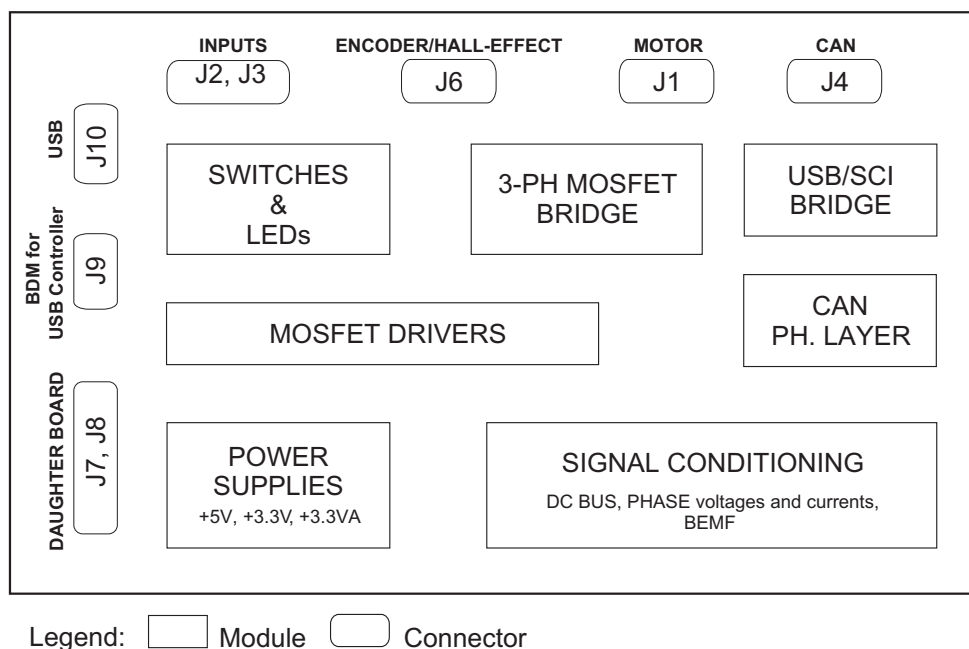 INPUTS
J2, J3
ENCODER/HALL-EFFECT
J6
MOTOR
J1
CAN
J4
USB
J10
BDM for
USB Controller
J9
DAUGHTER BOARD
J7, J8
SWITCHES
&
LEDs
3-PH MOSFET
BRIDGE
USB/SCI
BRIDGE
MOSFET DRIVERS
CAN
PH. LAYER
POWER
SUPPLIES
+5V, +3.3V, +3.3VA
SIGNAL CONDITIONING
DC BUS, PHASE voltages and currents,
BEMF
Legend: Module Connector